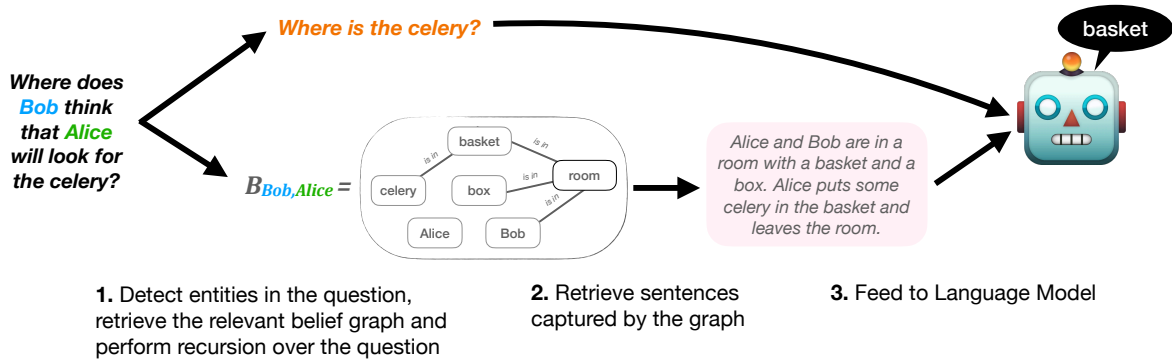 Where does
Bob think
that Alice
will look for
the celery?
Where is the celery?
B Bob,Alice =
basket
celery
box
room
Alice
Bob
is in
is in
is in
is in
Alice and Bob are in a
room with a basket and a
box. Alice puts some
celery in the basket and
leaves the room.
basket
1. Detect entities in the question,
retrieve the relevant belief graph and
perform recursion over the question
2. Retrieve sentences
captured by the graph
3. Feed to Language Model